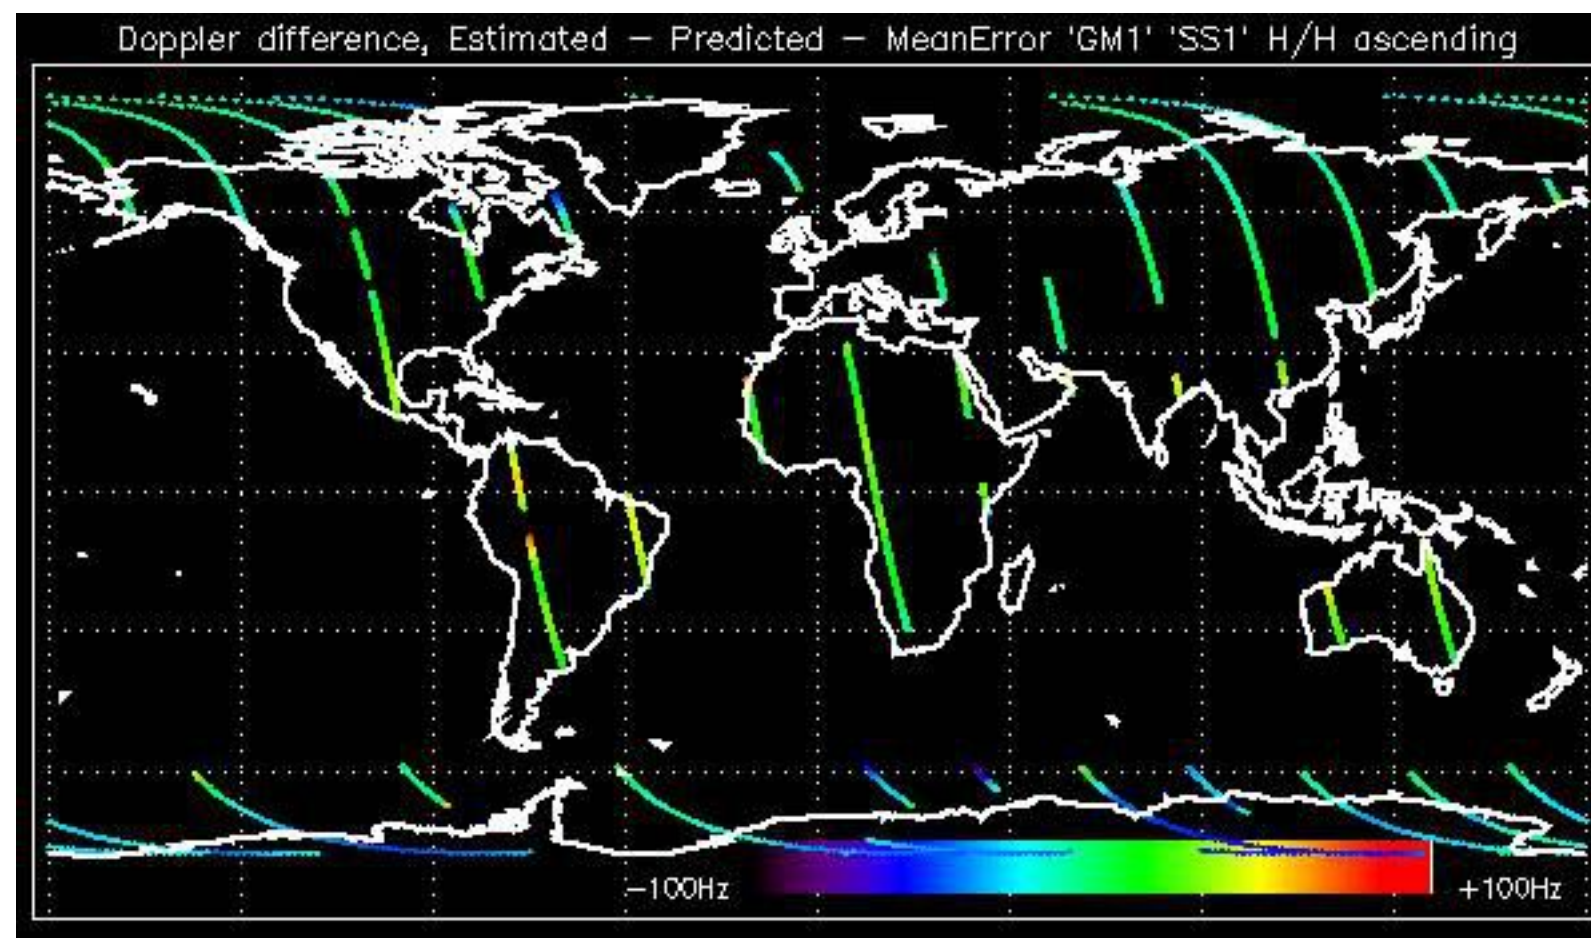 Doppler difference, Estimated – Predicted – MeanError 'GM1' 'SS1' H/H ascending
–100Hz
+100Hz